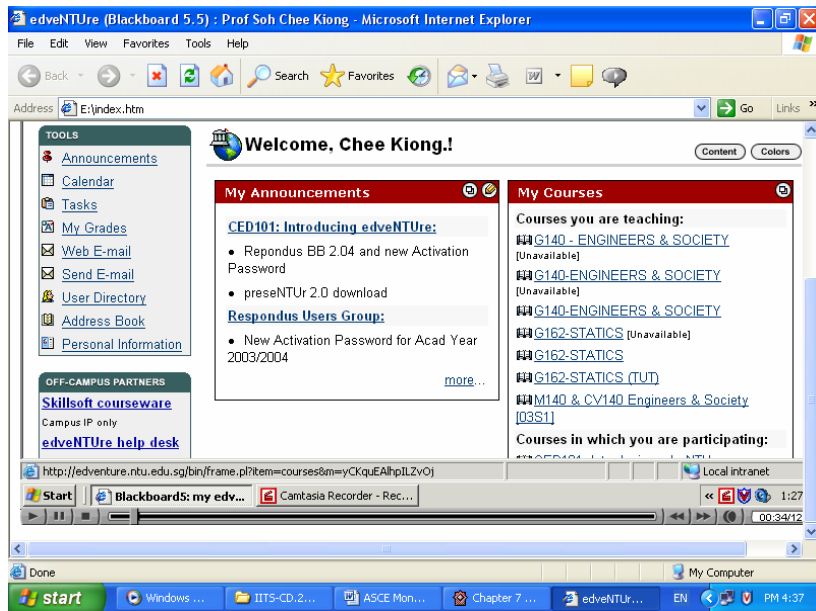 edveNTUre (Blackboard 5.5) : Prof Soh Chee Kiong - Microsoft Internet Explorer
File Edit View Favorites Tools Help
Back Search Favorites
Address E:\index.htm Go Links »
TOOLS
Announcements
Calendar
Tasks
My Grades
Web E-mail
Send E-mail
User Directory
Address Book
Personal Information
OFF-CAMPUS PARTNERS
Skillsoft courseware
Campus IP only
edveNTUre help desk
Welcome, Chee Kiong.!
Content Colors
My Announcements
CED101: Introducing edveNTUre:
• Repondus BB 2.04 and new Activation
Password
• preseNTUr 2.0 download
Respondus Users Group:
• New Activation Password for Acad Year
2003/2004
more...
My Courses
Courses you are teaching:
G140 - ENGINEERS & SOCIETY
[Unavailable]
G140-ENGINEERS & SOCIETY
[Unavailable]
G140-ENGINEERS & SOCIETY
G162-STATICS [Unavailable]
G162-STATICS
G162-STATICS (TUT)
M140 & CV140 Engineers & Society
[03S1]
Courses in which you are participating:
http://edventure.ntu.edu.sg/bin/frame.pl?item=courses&m=yCKquEAlhpILZvOj Local intranet
Start Blackboard5: my edv... Camtasia Recorder - Rec... « 1:27
00:34/12
Done My Computer
start Windows ... IITS-CD.2... ASCE Mon... Chapter 7 ... edveNTUr... EN PM 4:37